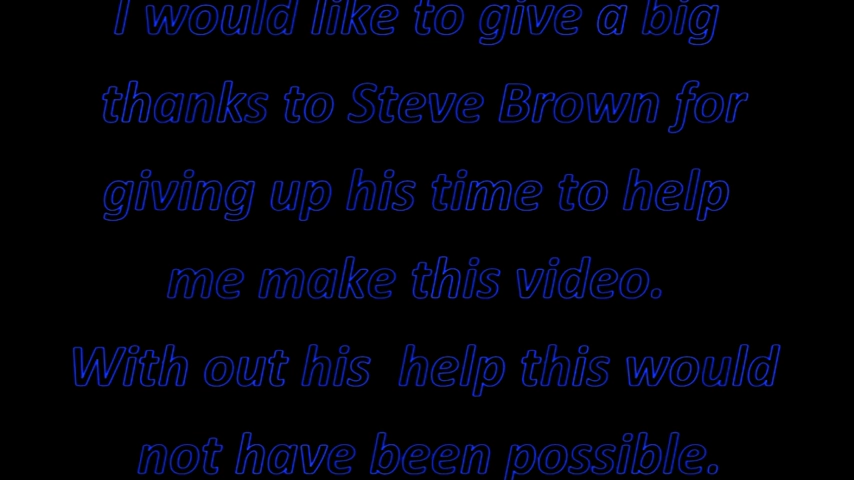 I would like to give a big
thanks to Steve Brown for
giving up his time to help
me make this video.
With out his  help this would
not have been possible.